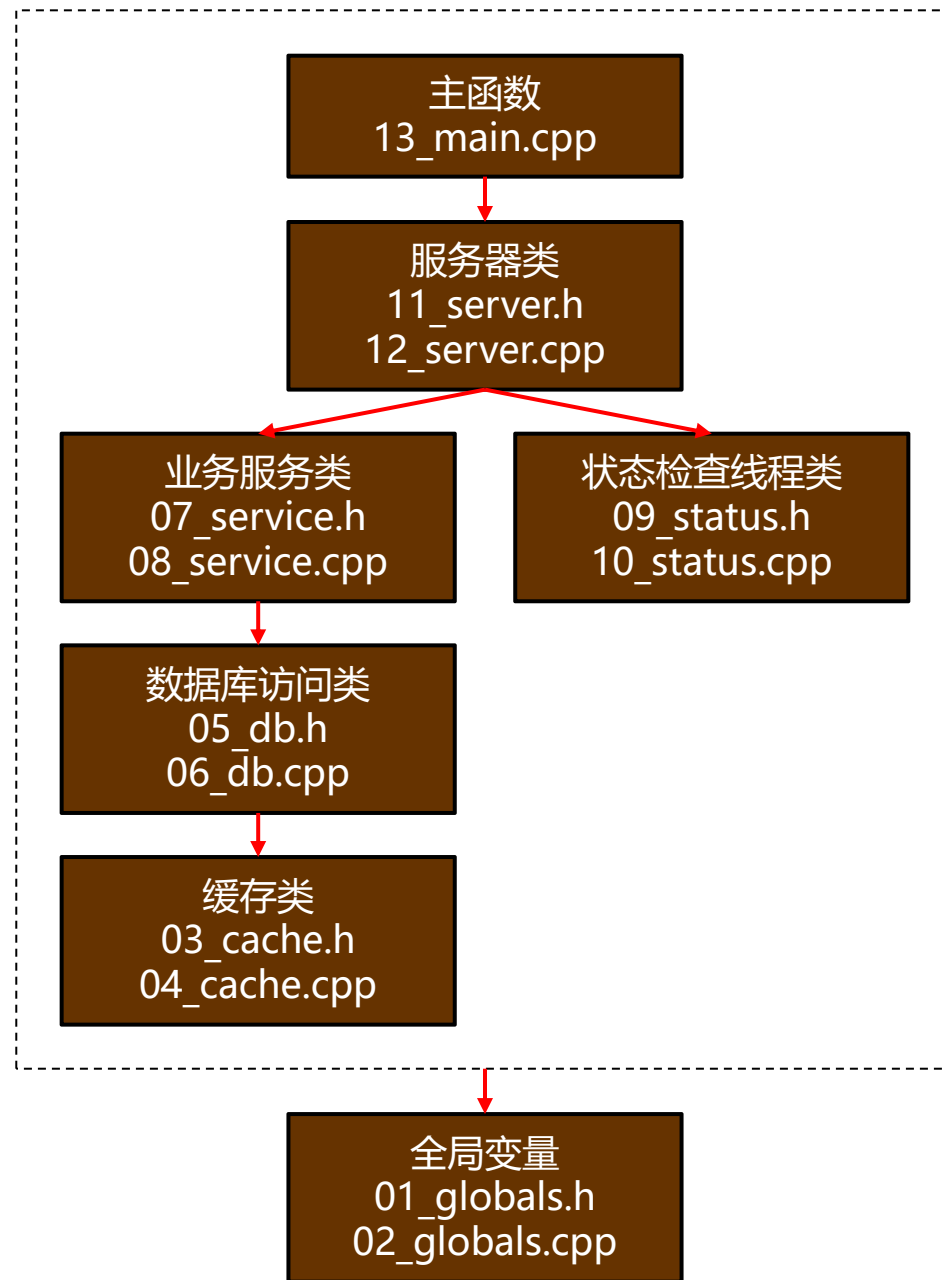 主函数
13_main.cpp
服务器类
11_server.h
12_server.cpp
业务服务类
07_service.h
08_service.cpp
状态检查线程类
09_status.h
10_status.cpp
数据库访问类
05_db.h
06_db.cpp
缓存类
03_cache.h
04_cache.cpp
全局变量
01_globals.h
02_globals.cpp